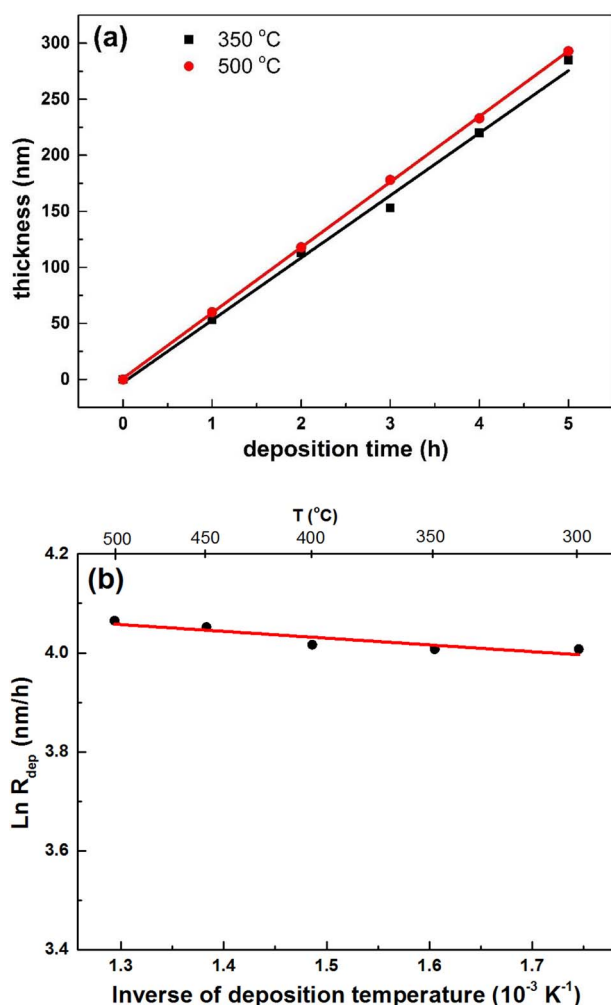 (a)
350 °C
500 °C
300
250
200
150
100
50
0
thickness (nm)
0 1 2 3 4 5
deposition time (h)
T (°C)
500 450 400 350 300
(b)
4.2
4.0
3.8
3.6
3.4
Ln R_dep (nm/h)
1.3 1.4 1.5 1.6 1.7
Inverse of deposition temperature (10⁻³ K⁻¹)